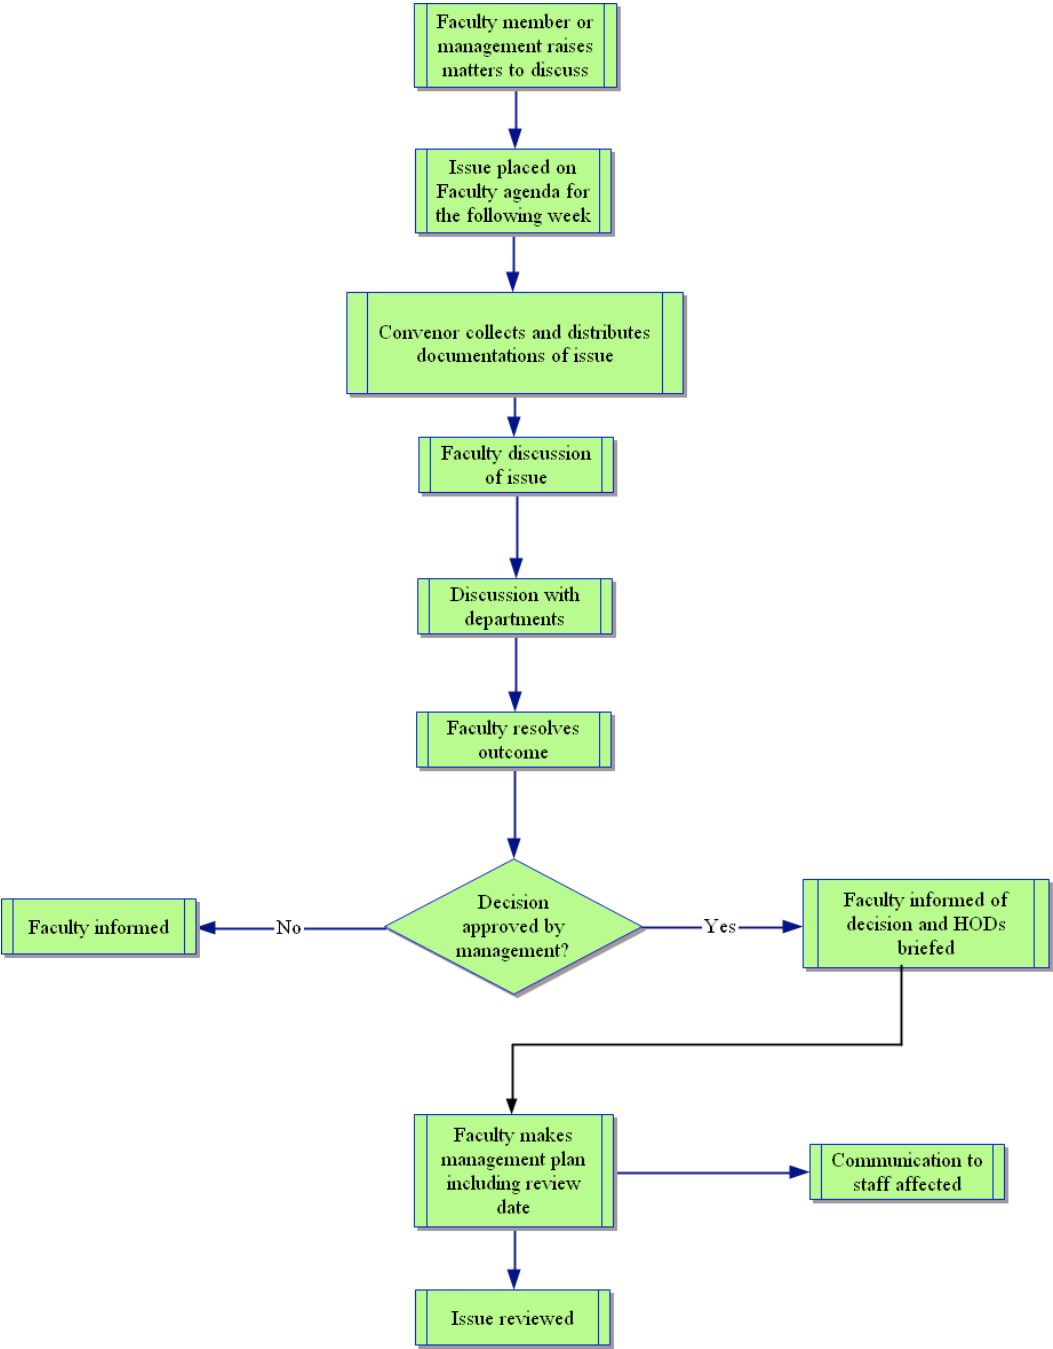 Faculty member or
management raises
matters to discuss
Issue placed on
Faculty agenda for
the following week
Convenor collects and distributes
documentations of issue
Faculty discussion
of issue
Discussion with
departments
Faculty resolves
outcome
Decision
approved by
management?
No
Yes
Faculty informed
Faculty informed of
decision and HODs
briefed
Faculty makes
management plan
including review
date
Communication to
staff affected
Issue reviewed